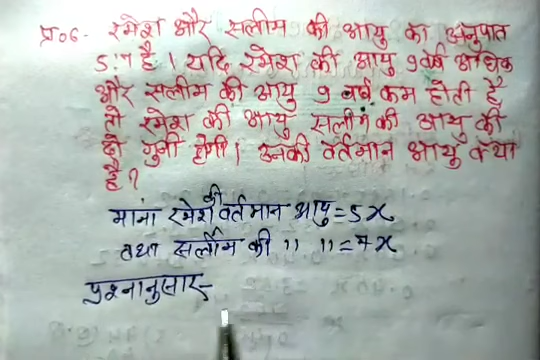 प्र०6- रमेश और सलीम की आयु का अनुपात
5:7 है । यदि रमेश की आयु 9 वर्ष अधिक
और सलीम की आयु 9 वर्ष कम होती है
तो रमेश की आयु सलीम की आयु की
दो गुनी होगी । उनकी वर्तमान आयु क्या
है ?
माना रमेश की वर्तमान आयु = 5x
तथा सलीम की " " = 7x
प्रश्नानुसार-